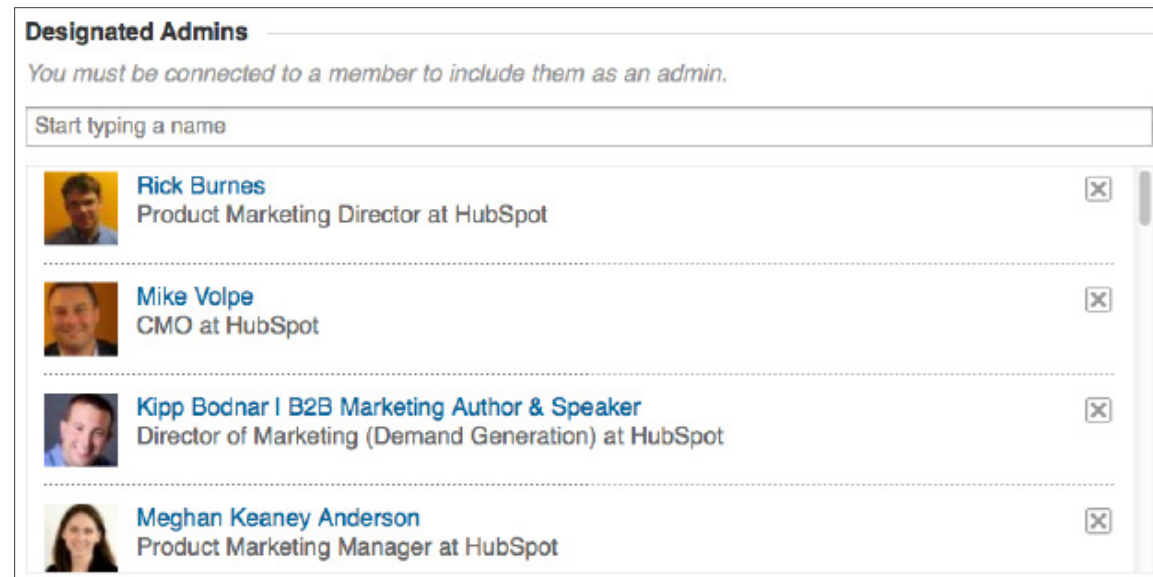 Designated Admins
You must be connected to a member to include them as an admin.
Start typing a name
Rick Burnes
Product Marketing Director at HubSpot
Mike Volpe
CMO at HubSpot
Kipp Bodnar I B2B Marketing Author & Speaker
Director of Marketing (Demand Generation) at HubSpot
Meghan Keaney Anderson
Product Marketing Manager at HubSpot